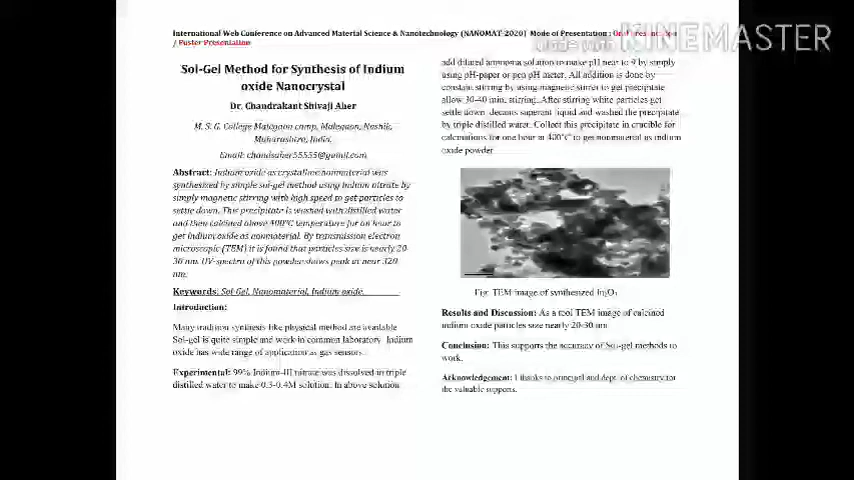 International Web Conference on Advanced Material Science & Nanotechnology (NANOMAT-2020) Mode of Presentation : Oral Presentation
/ Poster Presentation
Made with KINEMASTER
Sol-Gel Method for Synthesis of Indium
oxide Nanocrystal
Dr. Chandrakant Shivaji Aher
M. S. G. College Malegaon camp, Malegaon, Nashik,
Maharashtra, India.
Email: chandsaher55555@gmail.com
Abstract: Indium oxide as crystalline nanomaterial was
synthesized by simple sol-gel method using Indium nitrate by
simply magnetic stirring with high speed to get particles to
settle down. This precipitate is washed with distilled water
and then calcined above 400°C temperature for an hour to
get indium oxide as nonmaterial. By transmission electron
microscopic (TEM) it is found that particles size is nearly 20-
30 nm. UV-spectra of this powder shows peak at near 320
nm.
Keywords: Sol-Gel, Nanomaterial, Indium oxide.
Introduction:
Many tradition synthesis like physical method are available
Sol-gel is quite simple and work in common laboratory. Indium
oxide has wide range of application as gas sensors.
Experimental: 99% Indium-III nitrate was dissolved in triple
distilled water to make 0.3-0.4M solution. In above solution
add diluted ammonia solution to make pH near to 9 by simply
using pH-paper or pen pH meter. All addition is done by
constant stirring by using magnetic stirrer to get precipitate
allow 30-40 min. stirring. After stirring white particles get
settle down, decants superant liquid and washed the precipitate
by triple distilled water. Collect this precipitate in crucible for
calcinations for one hour at 400°C to get nonmaterial as indium
oxide powder
Fig: TEM image of synthesized In₂O₃
Results and Discussion: As a tool TEM image of calcined
indium oxide particles size nearly 20-30 nm
Conclusion: This supports the accuracy of Sol-gel methods to
work.
Acknowledgement: I thanks to principal and dept. of chemistry for
the valuable supports.